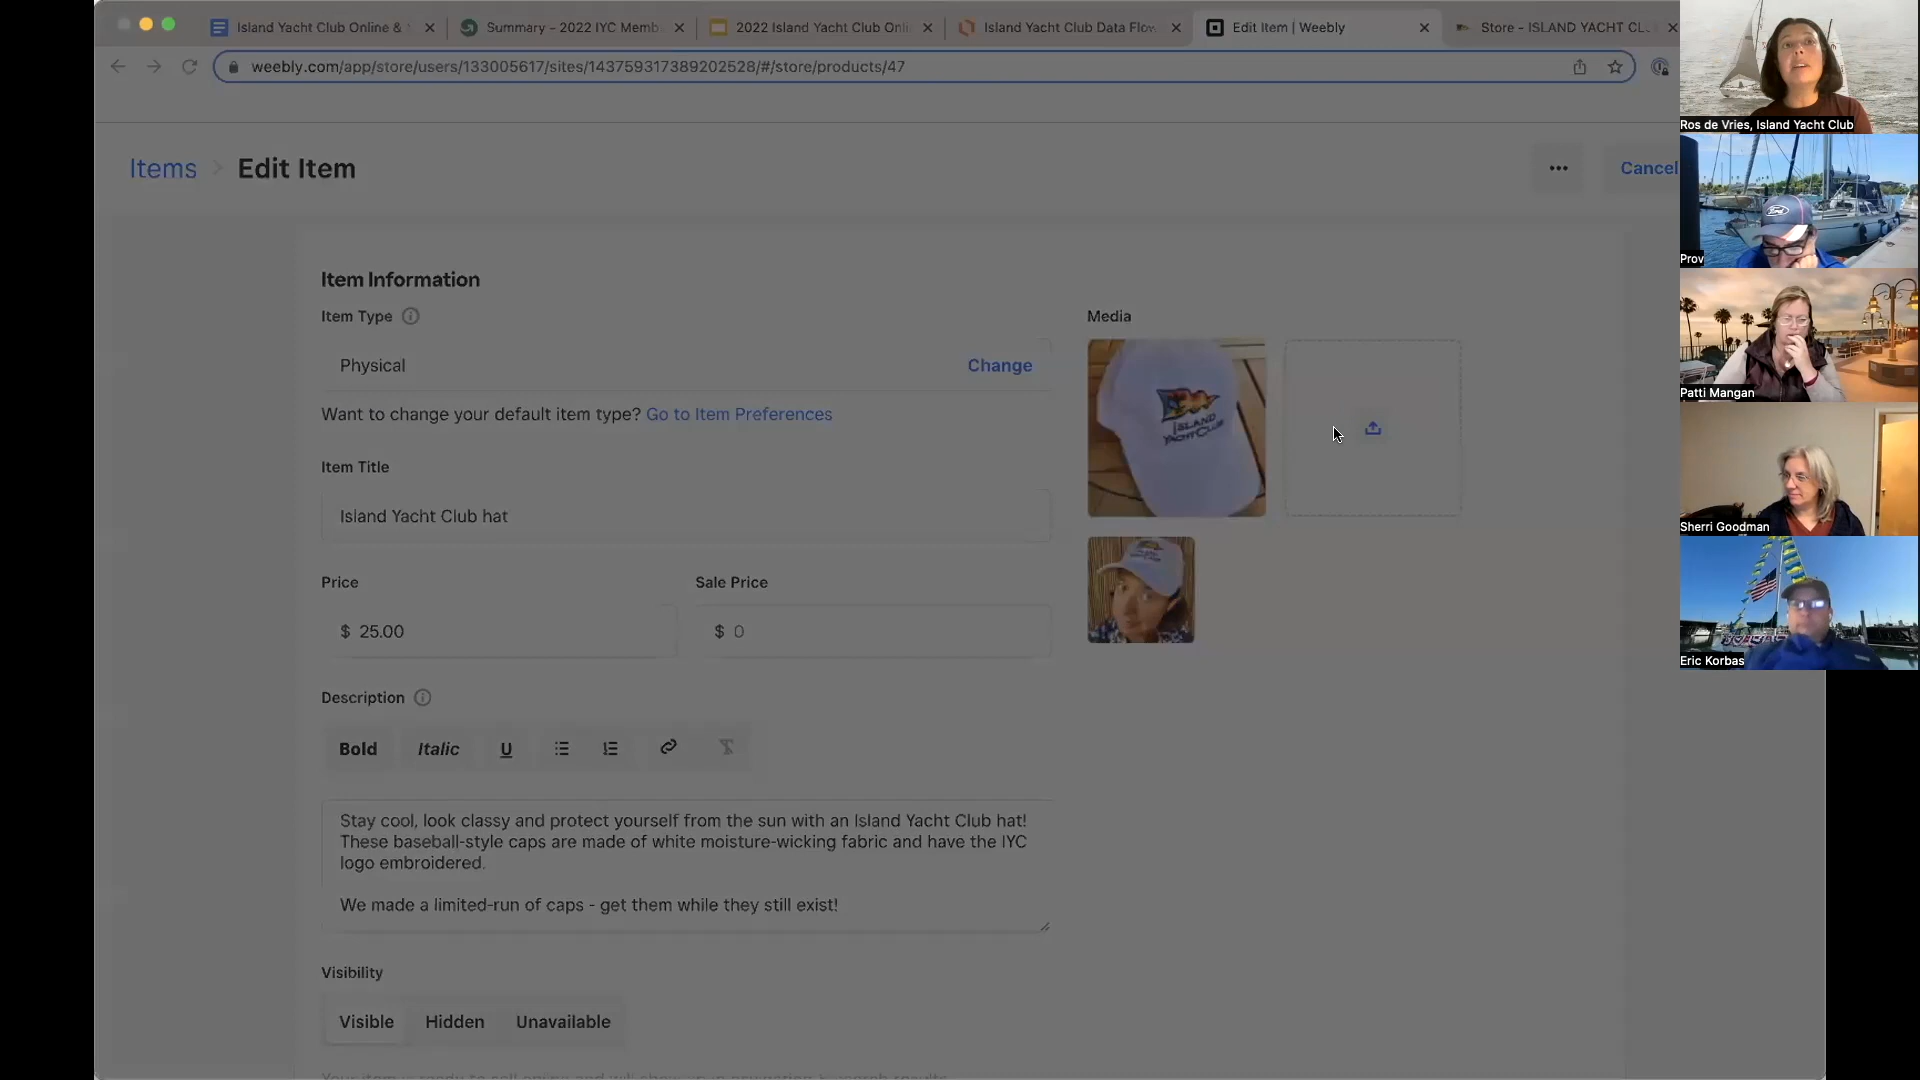 Island Yacht Club Online &
Summary - 2022 IYC Memb
2022 Island Yacht Club Onli
Island Yacht Club Data Flow
Edit Item | Weebly
Store - ISLAND YACHT CLU
weebly.com/app/store/users/133005617/sites/143759317389202528/#/store/products/47
Items > Edit Item
Cancel
Item Information
Item Type
Physical
Change
Want to change your default item type? Go to Item Preferences
Item Title
Island Yacht Club hat
Price
$ 25.00
Sale Price
$ 0
Description
Bold Italic U
Stay cool, look classy and protect yourself from the sun with an Island Yacht Club hat!
These baseball-style caps are made of white moisture-wicking fabric and have the IYC
logo embroidered.
We made a limited-run of caps - get them while they still exist!
Visibility
Visible Hidden Unavailable
Media
ISLAND
YACHT CLUB
Ros de Vries, Island Yacht Club
Ford
Prov
Patti Mangan
Sherri Goodman
Eric Korbas